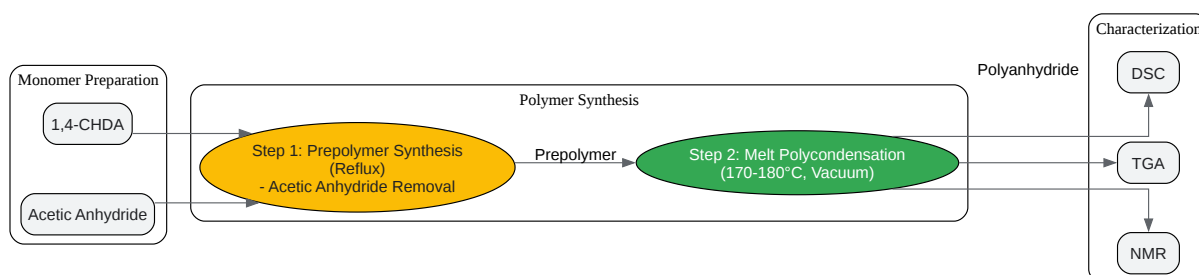 Monomer Preparation
1,4-CHDA
Acetic Anhydride
Polymer Synthesis
Step 1: Prepolymer Synthesis
(Reflux)
- Acetic Anhydride Removal
Prepolymer
Step 2: Melt Polycondensation
(170-180°C, Vacuum)
Polyanhydride
Characterization
DSC
TGA
NMR